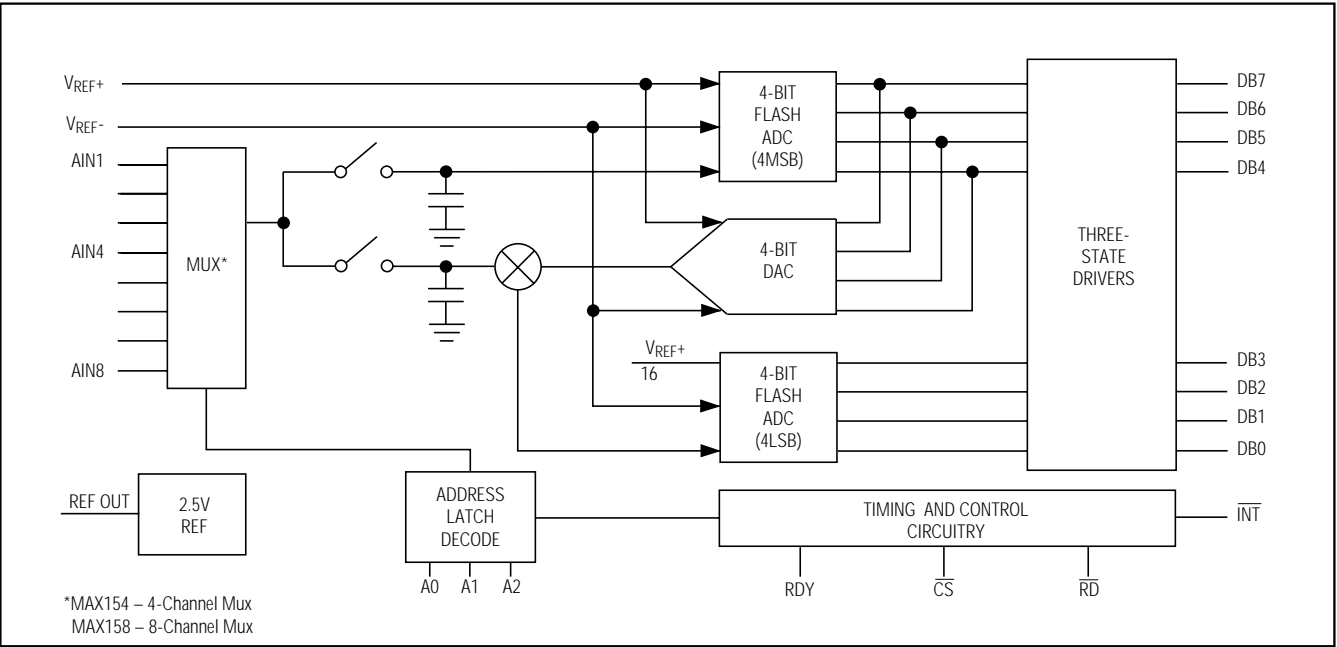 VREF+
VREF-
AIN1
AIN4
AIN8
MUX*
4-BIT
FLASH
ADC
(4MSB)
4-BIT
DAC
VREF+
16
4-BIT
FLASH
ADC
(4LSB)
THREE-
STATE
DRIVERS
DB7
DB6
DB5
DB4
DB3
DB2
DB1
DB0
REF OUT
2.5V
REF
ADDRESS
LATCH
DECODE
A0 A1 A2
TIMING AND CONTROL
CIRCUITRY
INT
RDY
CS
RD
*MAX154 – 4-Channel Mux
MAX158 – 8-Channel Mux